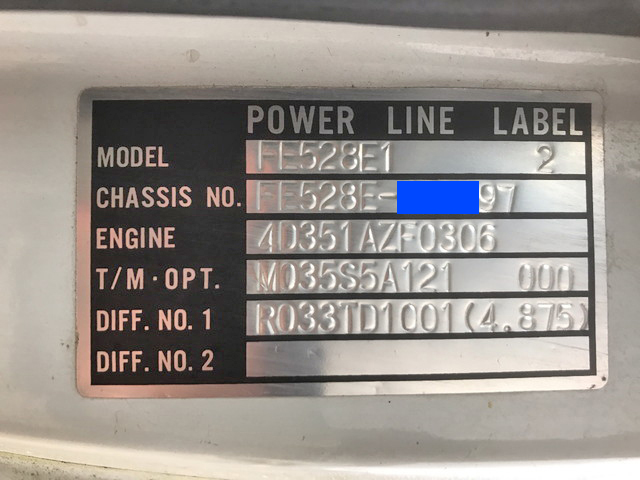 POWER LINE LABEL
MODEL FE528E1 2
CHASSIS NO. FE528E- 97
ENGINE 4D351AZF0306
T/M·OPT. M035S5A121 000
DIFF. NO. 1 R033TD1001(4.875)
DIFF. NO. 2